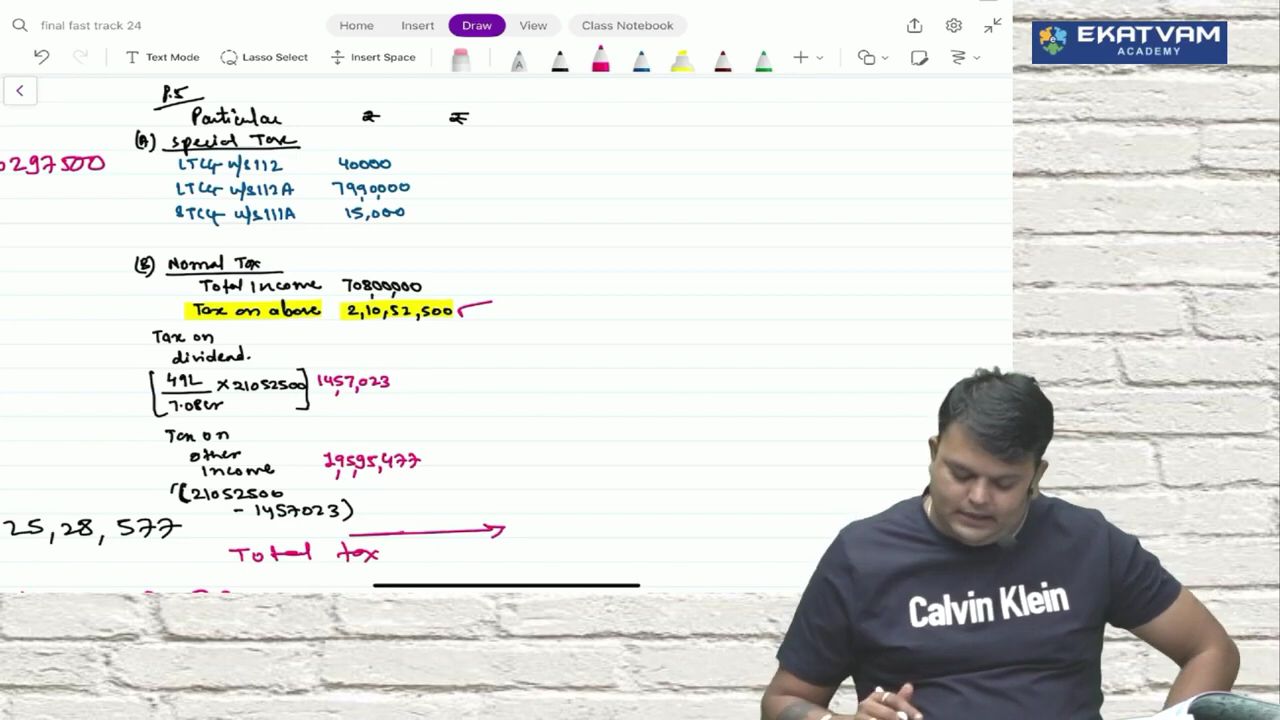 final fast track 24
Home Insert Draw View Class Notebook
Text Mode Lasso Select Insert Space
EKATVAM
ACADEMY
P.5
Particular ₹ ₹
(A) Special Tax
297500
LTCG u/s 112 40000
LTCG u/s 112A 7990000
STCG u/s 111A 15,000
(B) Normal Tax
Total Income 70800000
Tax on above 2,10,52,500
Tax on
dividend.
[49L/7.08cr × 21052500] 1457,023
Tax on
other
income 19595,477
(21052500
- 1457023)
25,28,577
Total tax
Calvin Klein